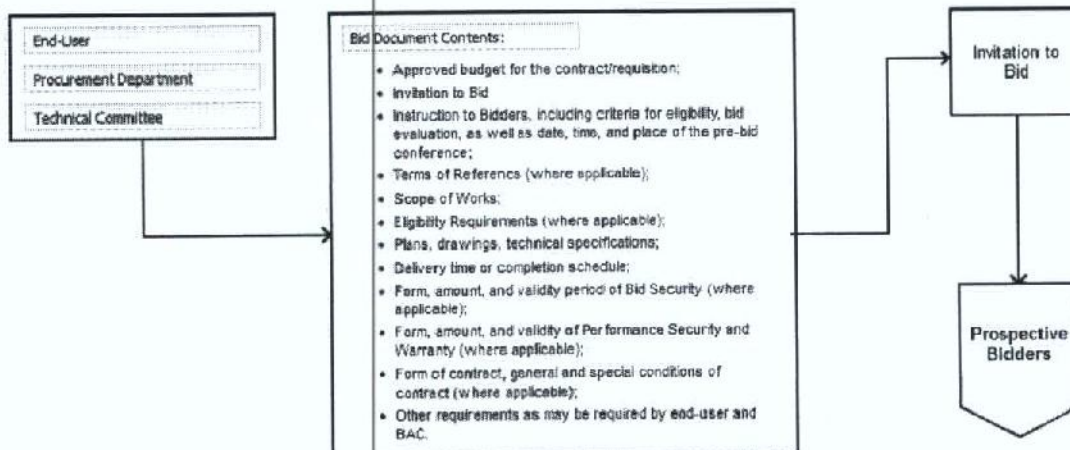 End-User
Procurement Department
Technical Committee
Bid Document Contents:
• Approved budget for the contract/requisition;
• Invitation to Bid
• Instruction to Bidders, including criteria for eligibility, bid
evaluation, as well as date, time, and place of the pre-bid
conference;
• Terms of Reference (where applicable);
• Scope of Works;
• Eligibility Requirements (where applicable);
• Plans, drawings, technical specifications;
• Delivery time or completion schedule;
• Form, amount, and validity period of Bid Security (where
applicable);
• Form, amount, and validity of Performance Security and
Warranty (where applicable);
• Form of contract, general and special conditions of
contract (where applicable);
• Other requirements as may be required by end-user and
BAC.
Invitation to
Bid
Prospective
Bidders